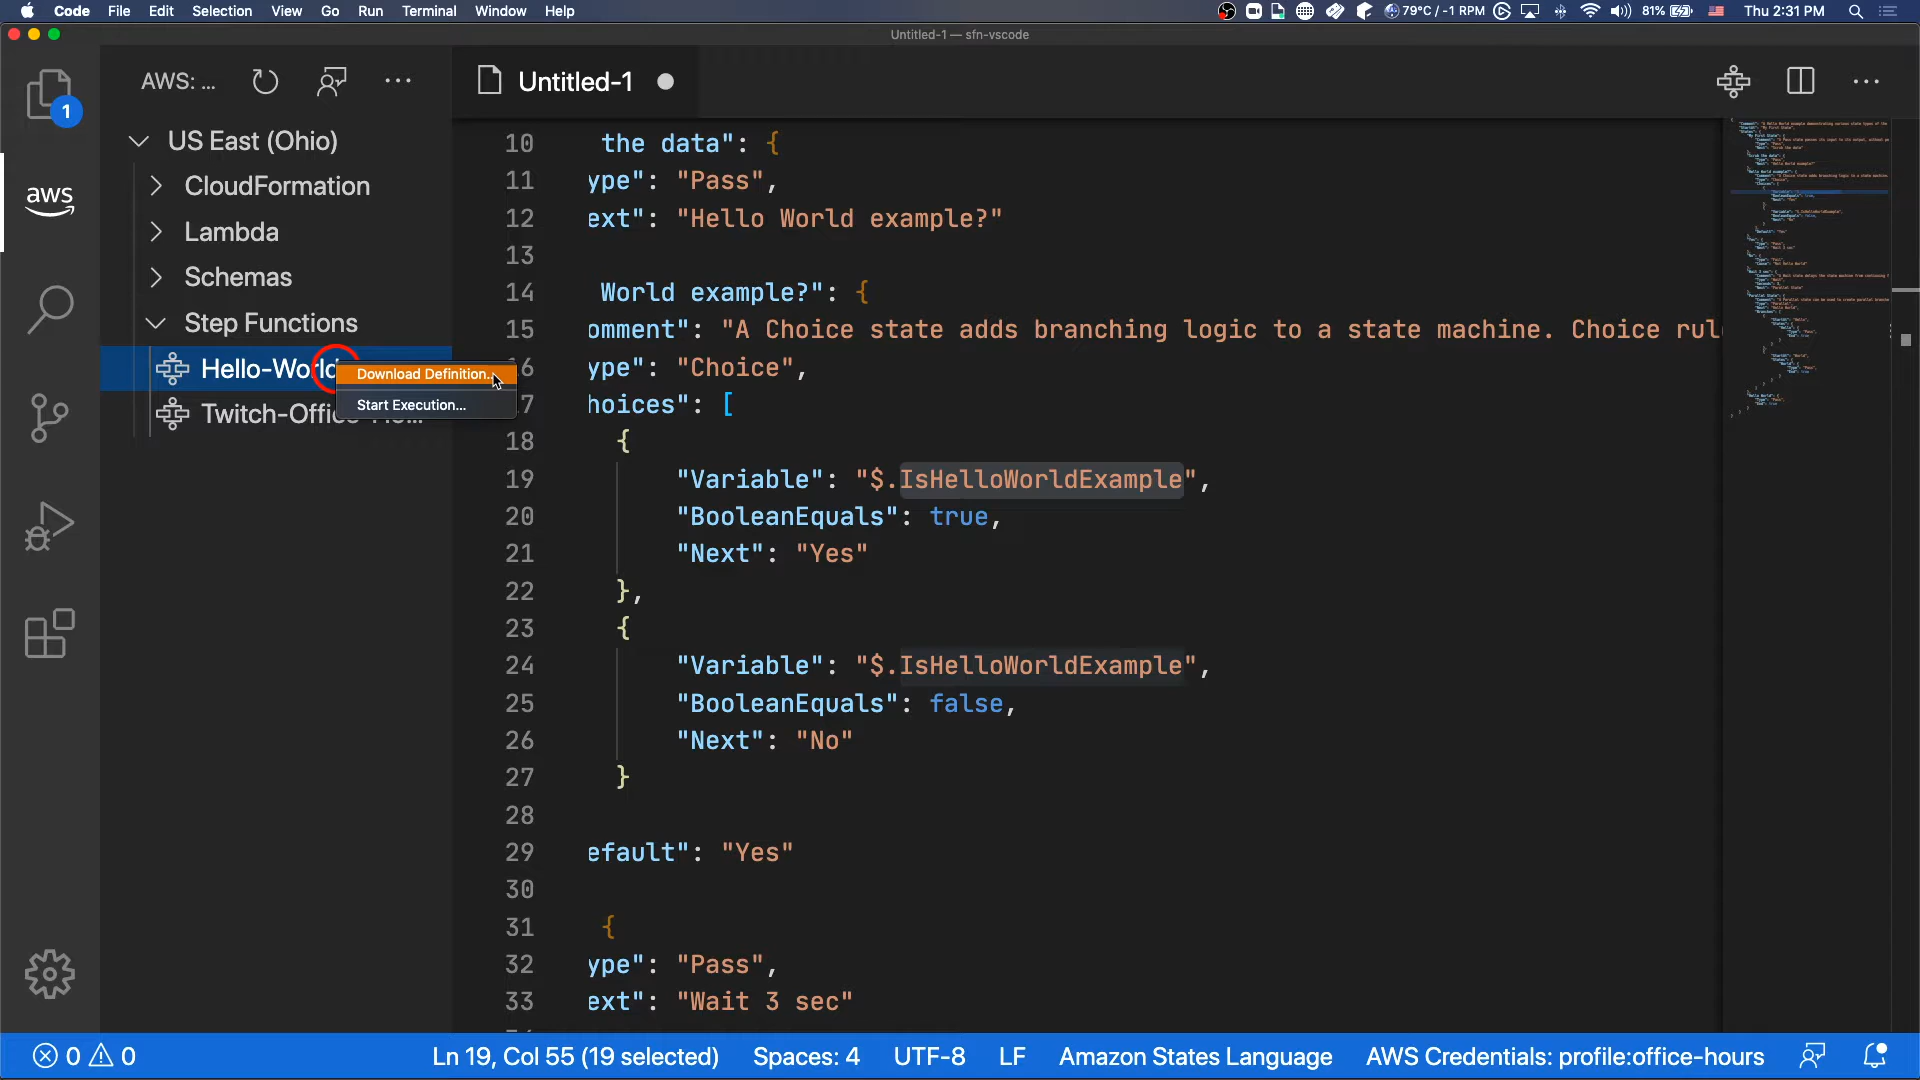 Code File Edit Selection View Go Run Terminal Window Help 79°C / -1 RPM 81% Thu 2:31 PM
Untitled-1 — sfn-vscode
AWS: ...
Untitled-1
1
US East (Ohio)
aws
CloudFormation
Lambda
Schemas
Step Functions
Hello-World
Download Definition...
Start Execution...
10 the data": {
11 ype": "Pass",
12 ext": "Hello World example?"
13
14 World example?": {
15 omment": "A Choice state adds branching logic to a state machine. Choice rul
6 ype": "Choice",
7 hoices": [
18 {
19 "Variable": "$.IsHelloWorldExample",
20 "BooleanEquals": true,
21 "Next": "Yes"
22 },
23 {
24 "Variable": "$.IsHelloWorldExample",
25 "BooleanEquals": false,
26 "Next": "No"
27 }
28
29 efault": "Yes"
30
31 {
32 ype": "Pass",
33 ext": "Wait 3 sec"
0 0 Ln 19, Col 55 (19 selected) Spaces: 4 UTF-8 LF Amazon States Language AWS Credentials: profile:office-hours